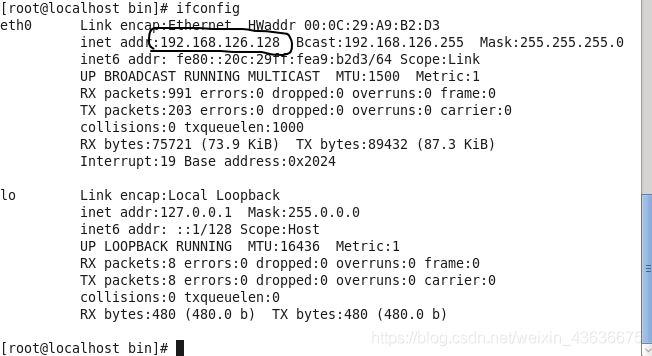 [root@localhost bin]# ifconfig
eth0      Link encap:Ethernet  HWaddr 00:0C:29:A9:B2:D3
          inet addr:192.168.126.128  Bcast:192.168.126.255  Mask:255.255.255.0
          inet6 addr: fe80::20c:29ff:fea9:b2d3/64 Scope:Link
          UP BROADCAST RUNNING MULTICAST  MTU:1500  Metric:1
          RX packets:991 errors:0 dropped:0 overruns:0 frame:0
          TX packets:203 errors:0 dropped:0 overruns:0 carrier:0
          collisions:0 txqueuelen:1000
          RX bytes:75721 (73.9 KiB)  TX bytes:89432 (87.3 KiB)
          Interrupt:19 Base address:0x2024
lo        Link encap:Local Loopback
          inet addr:127.0.0.1  Mask:255.0.0.0
          inet6 addr: ::1/128 Scope:Host
          UP LOOPBACK RUNNING  MTU:16436  Metric:1
          RX packets:8 errors:0 dropped:0 overruns:0 frame:0
          TX packets:8 errors:0 dropped:0 overruns:0 carrier:0
          collisions:0 txqueuelen:0
          RX bytes:480 (480.0 b)  TX bytes:480 (480.0 b)
[root@localhost bin]#
https://blog.csdn.net/weixin_43636875